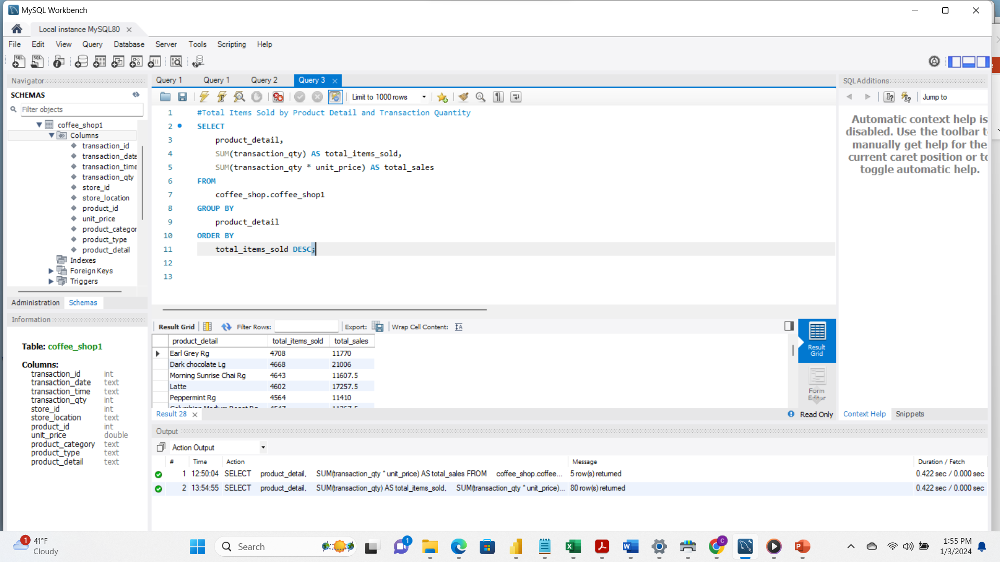 MySQL Workbench
Local instance MySQL80
File Edit View Query Database Server Tools Scripting Help
Navigator
SCHEMAS
Filter objects
coffee_shop1
Columns
transaction_id
transaction_date
transaction_time
transaction_qty
store_id
store_location
product_id
unit_price
product_categor
product_type
product_detail
Indexes
Foreign Keys
Triggers
Administration Schemas
Information
Table: coffee_shop1
Columns:
transaction_id int
transaction_date text
transaction_time text
transaction_qty int
store_id int
store_location text
product_id int
unit_price double
product_category text
product_type text
product_detail text
Query 1 Query 1 Query 2 Query 3
Limit to 1000 rows
1 #Total Items Sold by Product Detail and Transaction Quantity
2 SELECT
3 product_detail,
4 SUM(transaction_qty) AS total_items_sold,
5 SUM(transaction_qty * unit_price) AS total_sales
6 FROM
7 coffee_shop.coffee_shop1
8 GROUP BY
9 product_detail
10 ORDER BY
11 total_items_sold DESC;
12
13
Result Grid Filter Rows: Export: Wrap Cell Content:
product_detail total_items_sold total_sales
Earl Grey Rg 4708 11770
Dark chocolate Lg 4668 21006
Morning Sunrise Chai Rg 4643 11607.5
Latte 4602 17257.5
Peppermint Rg 4564 11410
Result Grid
Form Editor
Result 28
Read Only
SQLAdditions
Jump to
Automatic context help is
disabled. Use the toolbar t
manually get help for the
current caret position or to
toggle automatic help.
Context Help Snippets
Output
Action Output
# Time Action Message Duration / Fetch
1 12:50:04 SELECT product_detail, SUM(transaction_qty * unit_price) AS total_sales FROM coffee_shop.coffee... 5 row(s) returned 0.422 sec / 0.000 sec
2 13:54:55 SELECT product_detail, SUM(transaction_qty) AS total_items_sold, SUM(transaction_qty * unit_price)... 80 row(s) returned 0.422 sec / 0.000 sec
1
41°F
Cloudy
Search
1
C
1:55 PM
1/3/2024